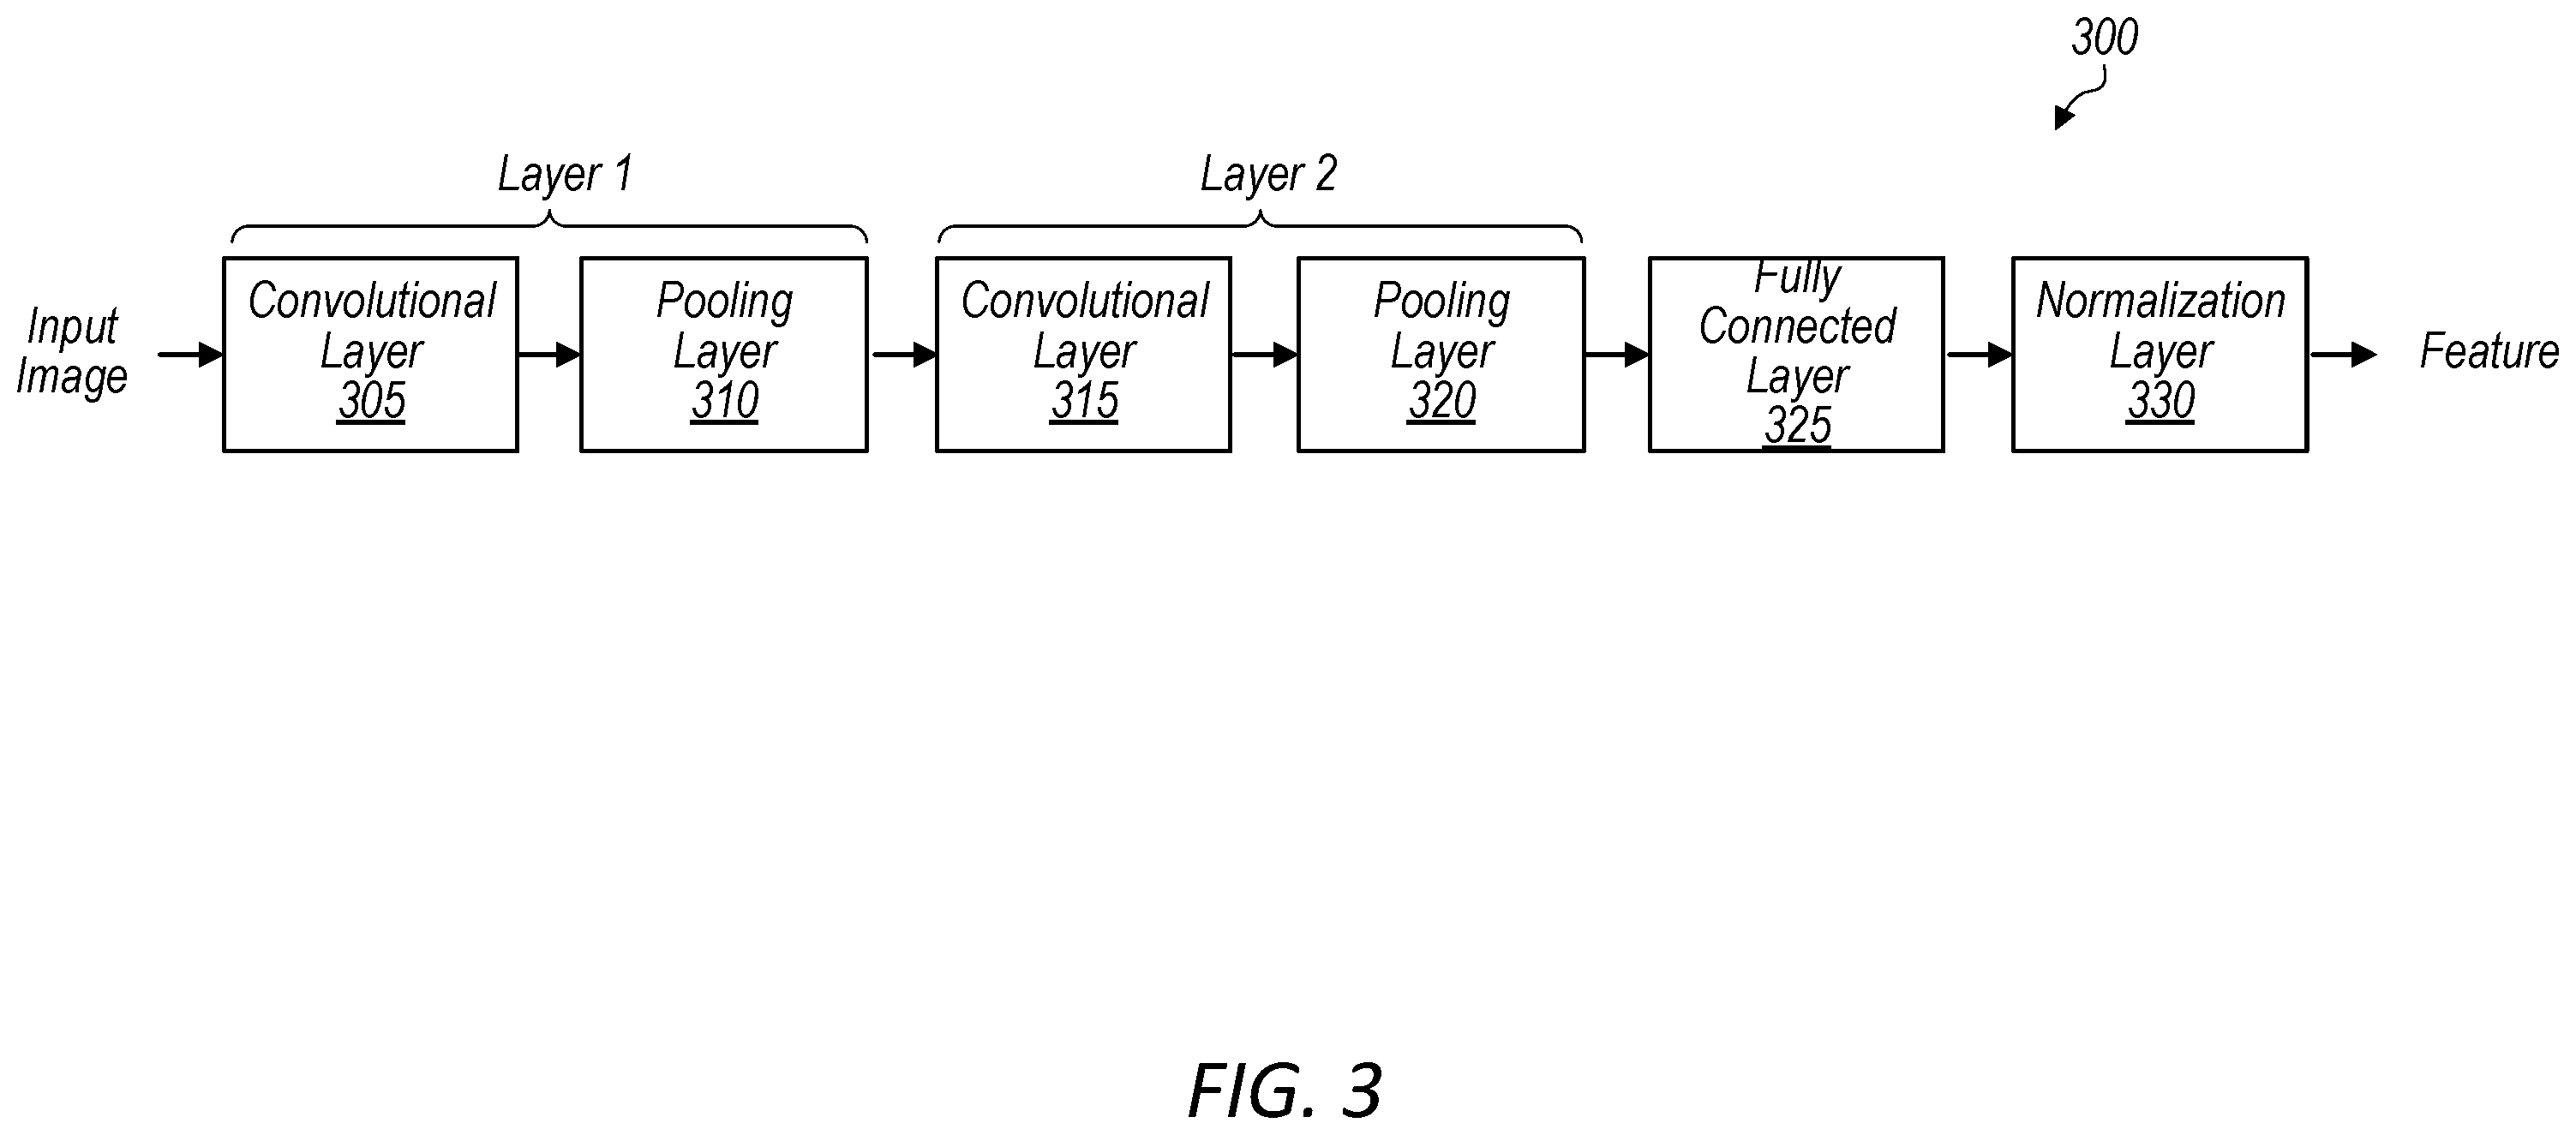 300
Layer 1
Layer 2
Input
Image
Convolutional
Layer
305
Pooling
Layer
310
Convolutional
Layer
315
Pooling
Layer
320
Fully
Connected
Layer
325
Normalization
Layer
330
Feature
FIG. 3